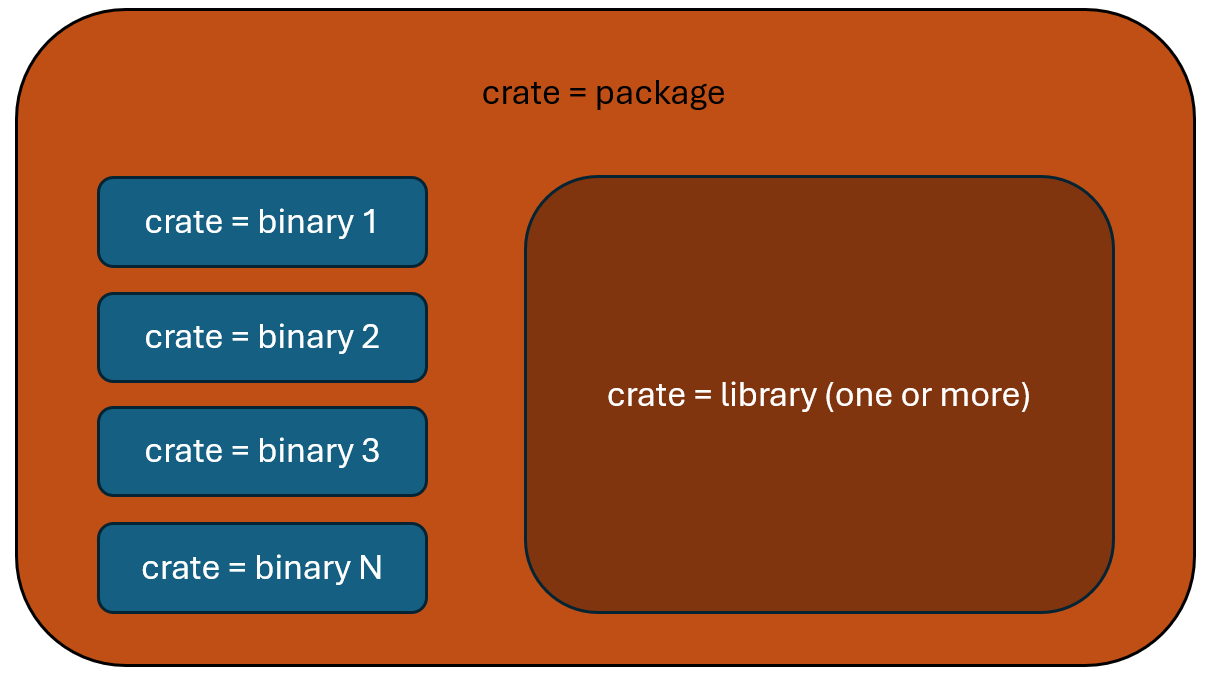 crate = package
crate = binary 1
crate = binary 2
crate = binary 3
crate = binary N
crate = library (one or more)